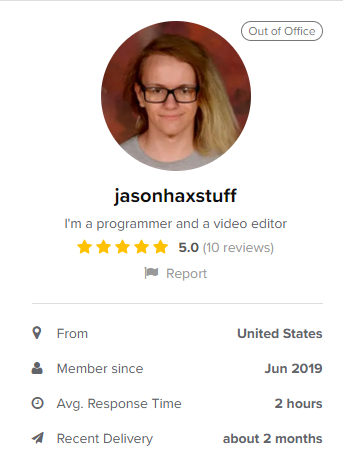 Out of Office
jasonhaxstuff
I'm a programmer and a video editor
5.0 (10 reviews)
Report
From United States
Member since Jun 2019
Avg. Response Time 2 hours
Recent Delivery about 2 months